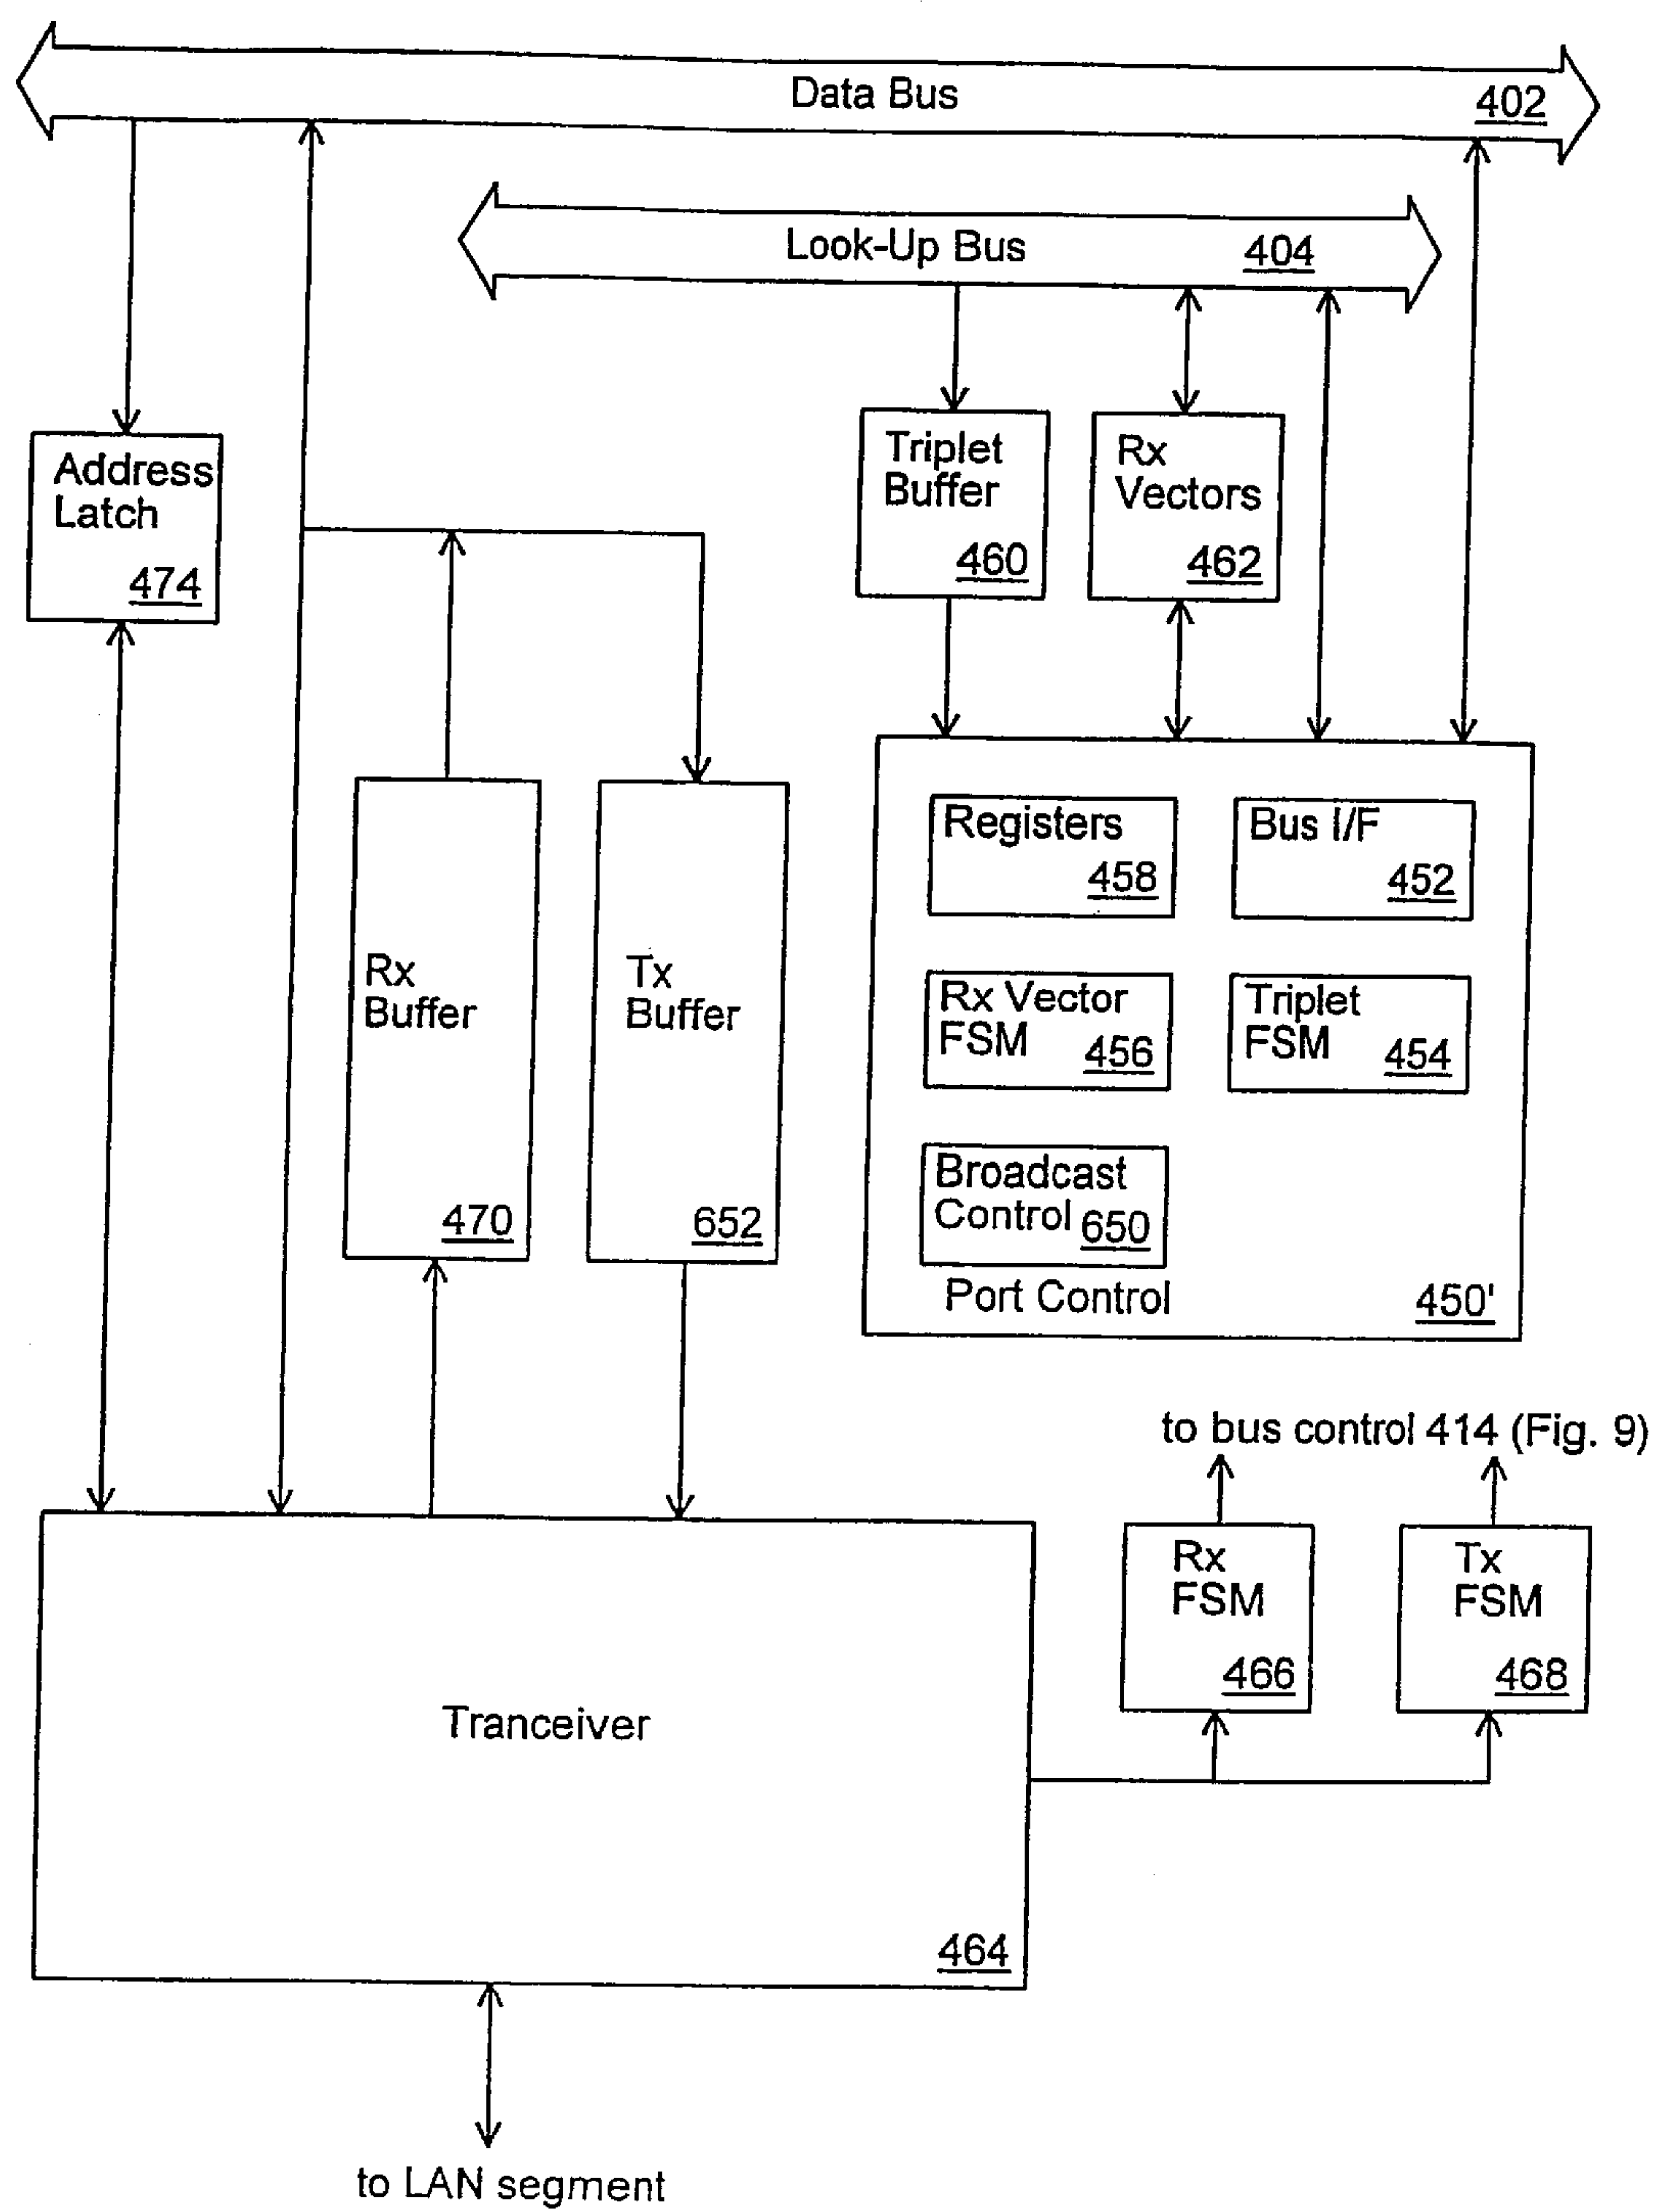 Data Bus
402
Look-Up Bus
404
Address
Latch
474
Triplet
Buffer
460
Rx
Vectors
462
Rx
Buffer
470
Tx
Buffer
652
Registers
458
Bus I/F
452
Rx Vector
FSM
456
Triplet
FSM
454
Broadcast
Control
650
Port Control
450'
to bus control 414 (Fig. 9)
Rx
FSM
466
Tx
FSM
468
Tranceiver
464
to LAN segment